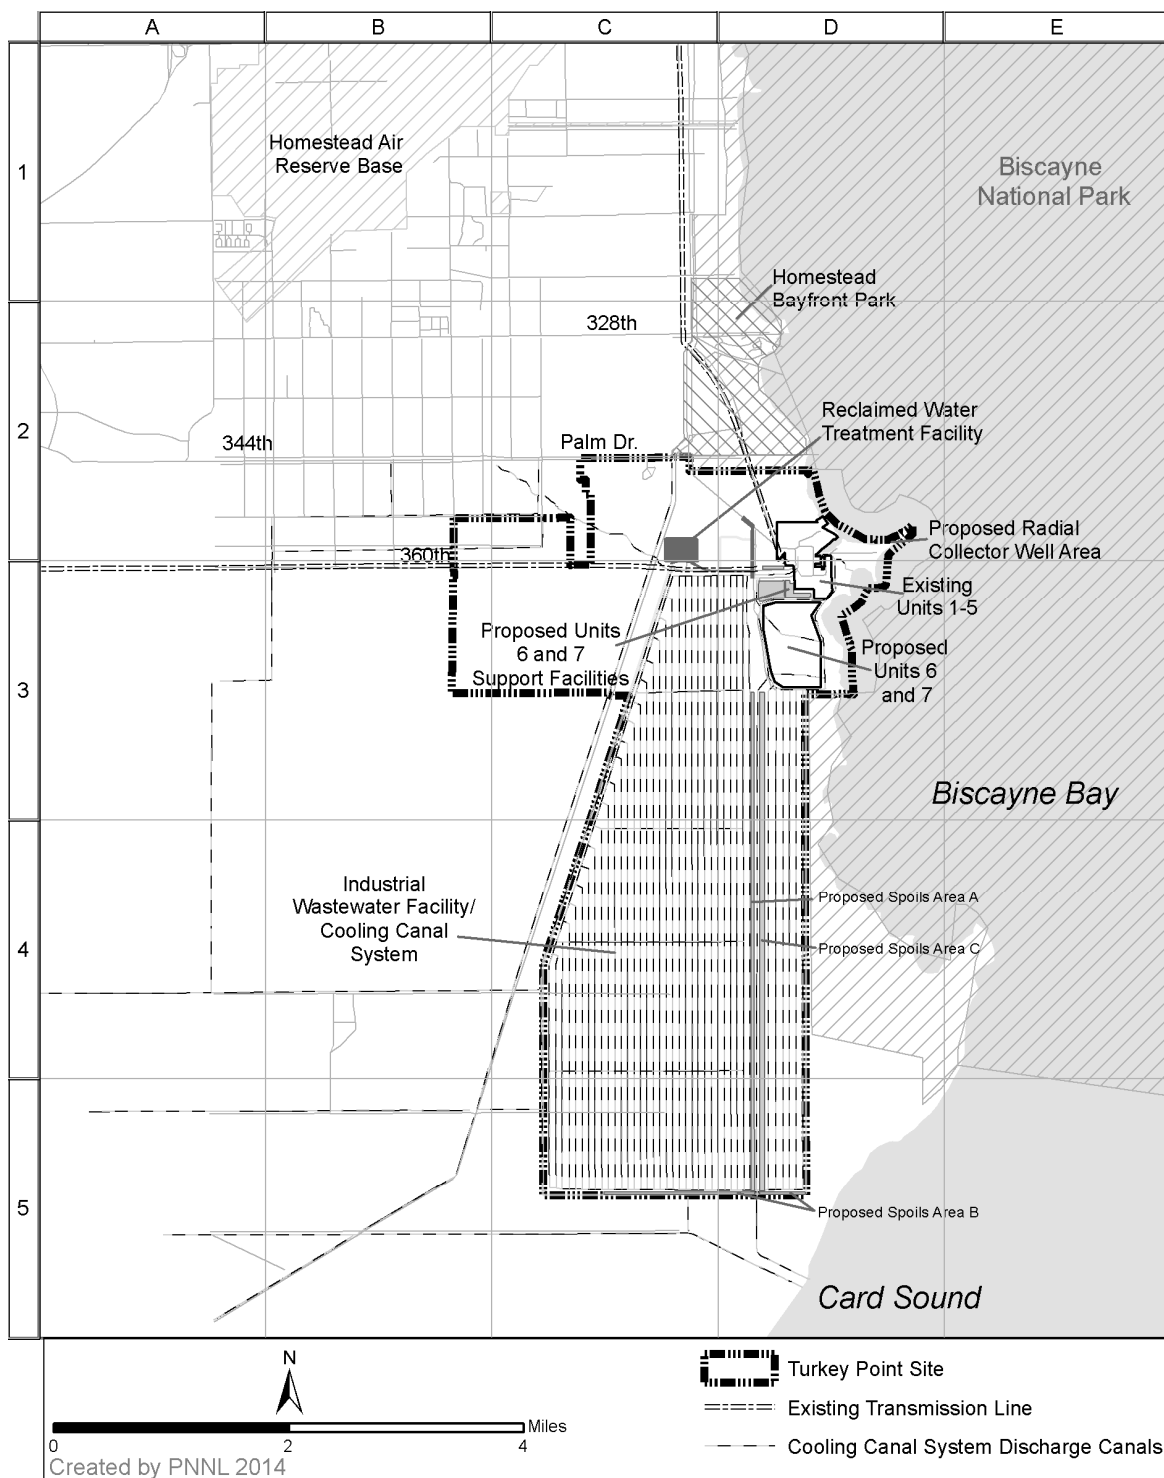 A B C D E
1
2
3
4
5
Homestead Air
Reserve Base
Biscayne
National Park
Homestead
Bayfront Park
328th
Reclaimed Water
Treatment Facility
344th
Palm Dr.
360th
Proposed Radial
Collector Well Area
Existing
Units 1-5
Proposed Units
6 and 7
Support Facilities
Proposed
Units 6
and 7
Biscayne Bay
Industrial
Wastewater Facility/
Cooling Canal
System
Proposed Spoils Area A
Proposed Spoils Area C
Proposed Spoils Area B
Card Sound
N
Miles
0 2 4
Created by PNNL 2014
Turkey Point Site
Existing Transmission Line
Cooling Canal System Discharge Canals